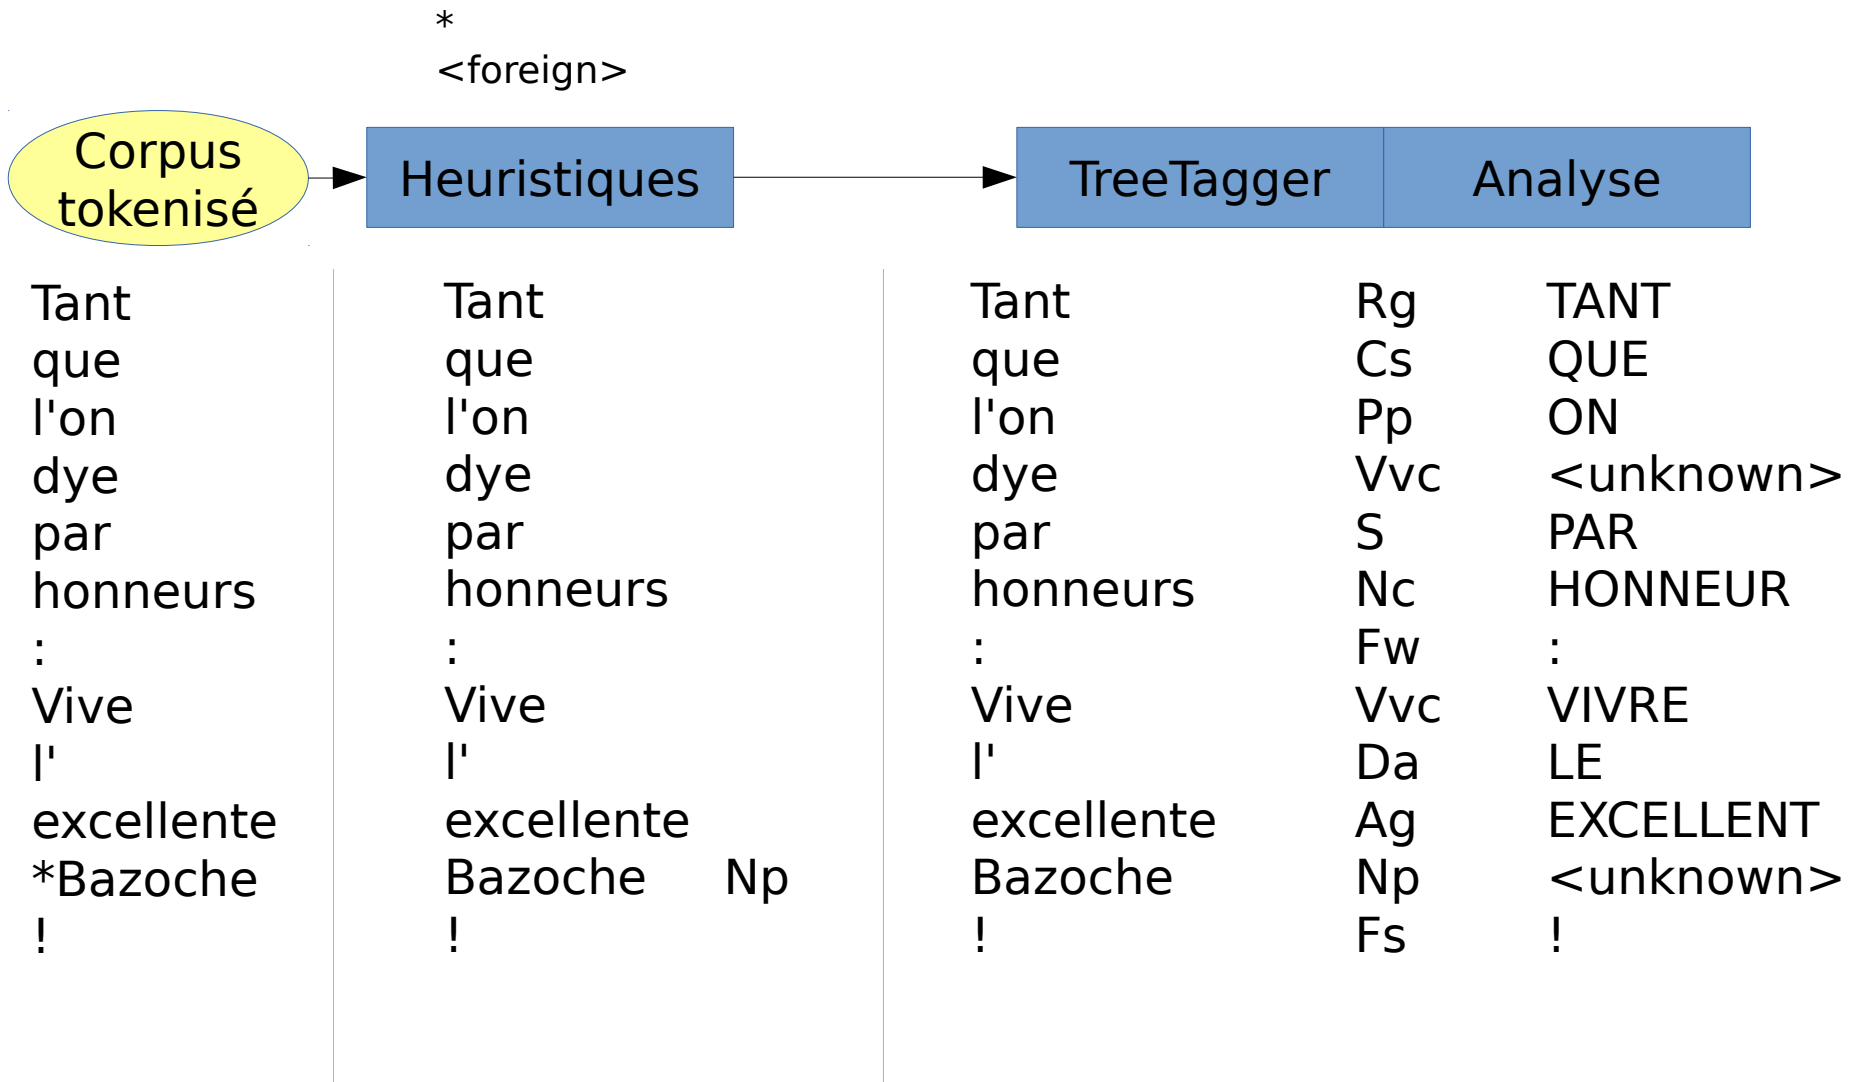 *
<foreign>
Corpus
tokenisé
Heuristiques
TreeTagger
Analyse
Tant
que
l'on
dye
par
honneurs
:
Vive
l'
excellente
*Bazoche
!
Tant
que
l'on
dye
par
honneurs
:
Vive
l'
excellente
Bazoche Np
!
Tant Rg TANT
que Cs QUE
l'on Pp ON
dye Vvc <unknown>
par S PAR
honneurs Nc HONNEUR
: Fw :
Vive Vvc VIVRE
l' Da LE
excellente Ag EXCELLENT
Bazoche Np <unknown>
! Fs !